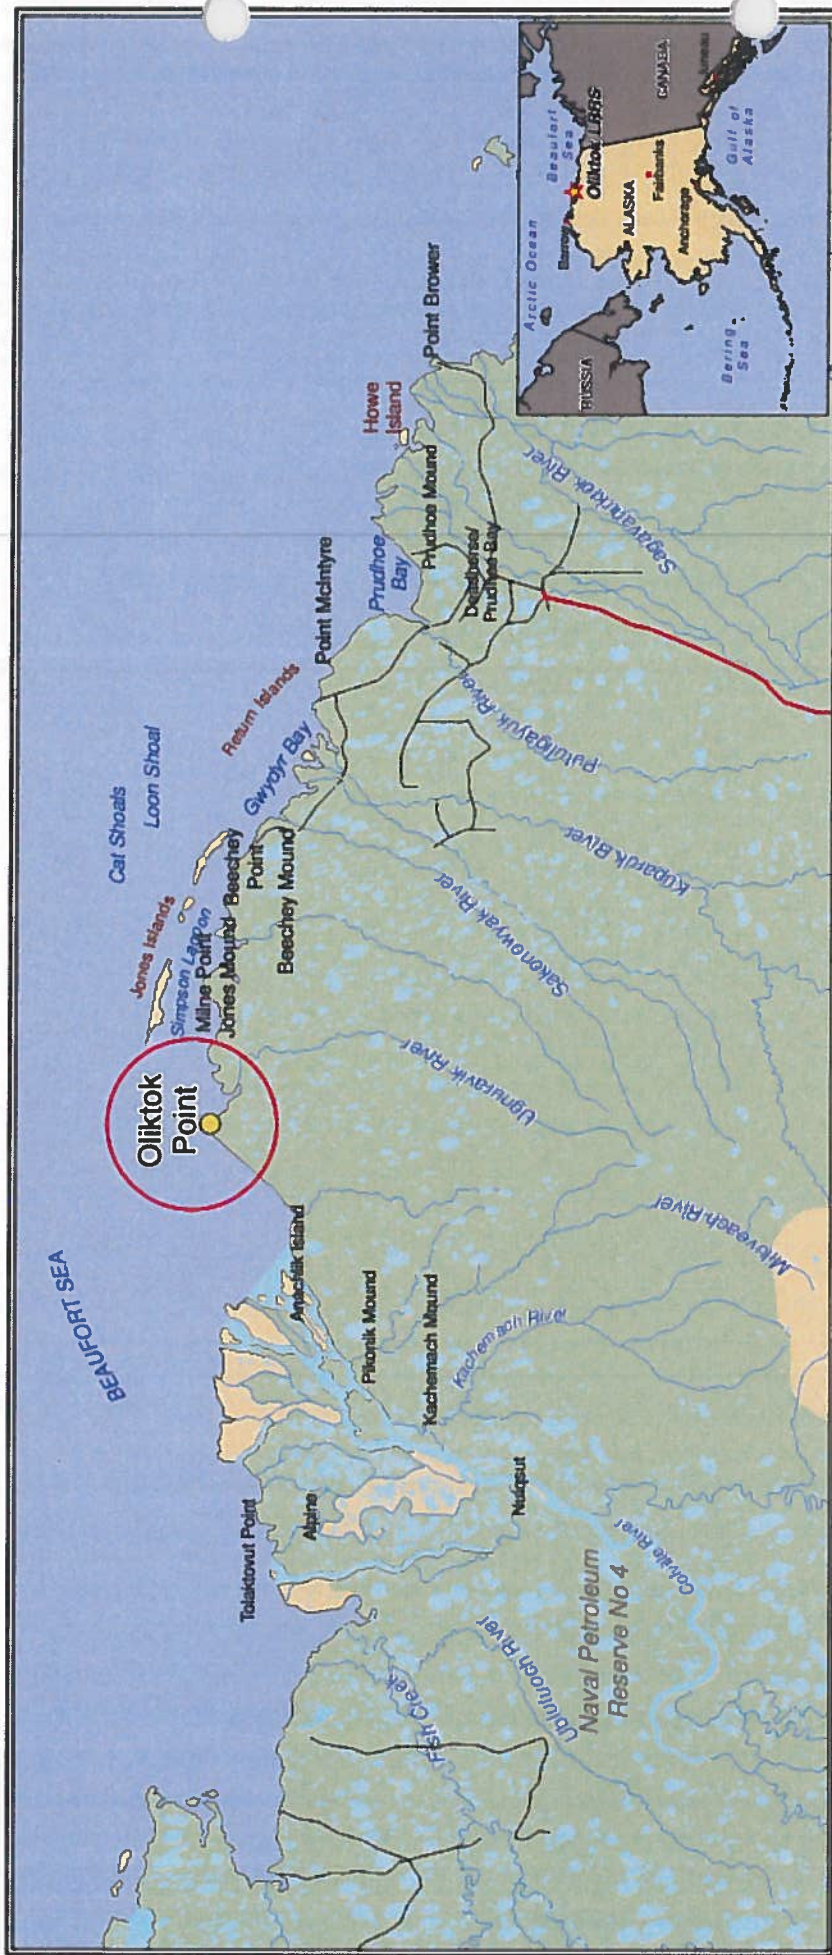 BEAUFORT SEA
Oliktok
Point
Jones Islands
Simpson Lagoon
Milne Point
Jones Mound
Cat Shoals
Loon Shoal
Return Islands
Beechey
Point
Beechey Mound
Gwydyr Bay
Point McIntyre
Prudhoe
Bay
Howe
Island
Point Brower
Prudhoe Mound
Deadhorse/
Prudhoe Bay
Tolaktovut Point
Alpine
Anachlik Island
Pikonik Mound
Kachemach Mound
Nuiqsut
Fish Creek
Ublutuoch River
Naval Petroleum
Reserve No 4
Colville River
Kachemach River
Miluveach River
Ugnuravik River
Sakonowyak River
Kuparuk River
Putuligayuk River
Sagavanirktok River
Arctic Ocean
Beaufort
Sea
Barrow
Oliktok LRRS
RUSSIA
ALASKA
Fairbanks
Anchorage
CANADA
Juneau
Bering
Sea
Gulf of
Alaska